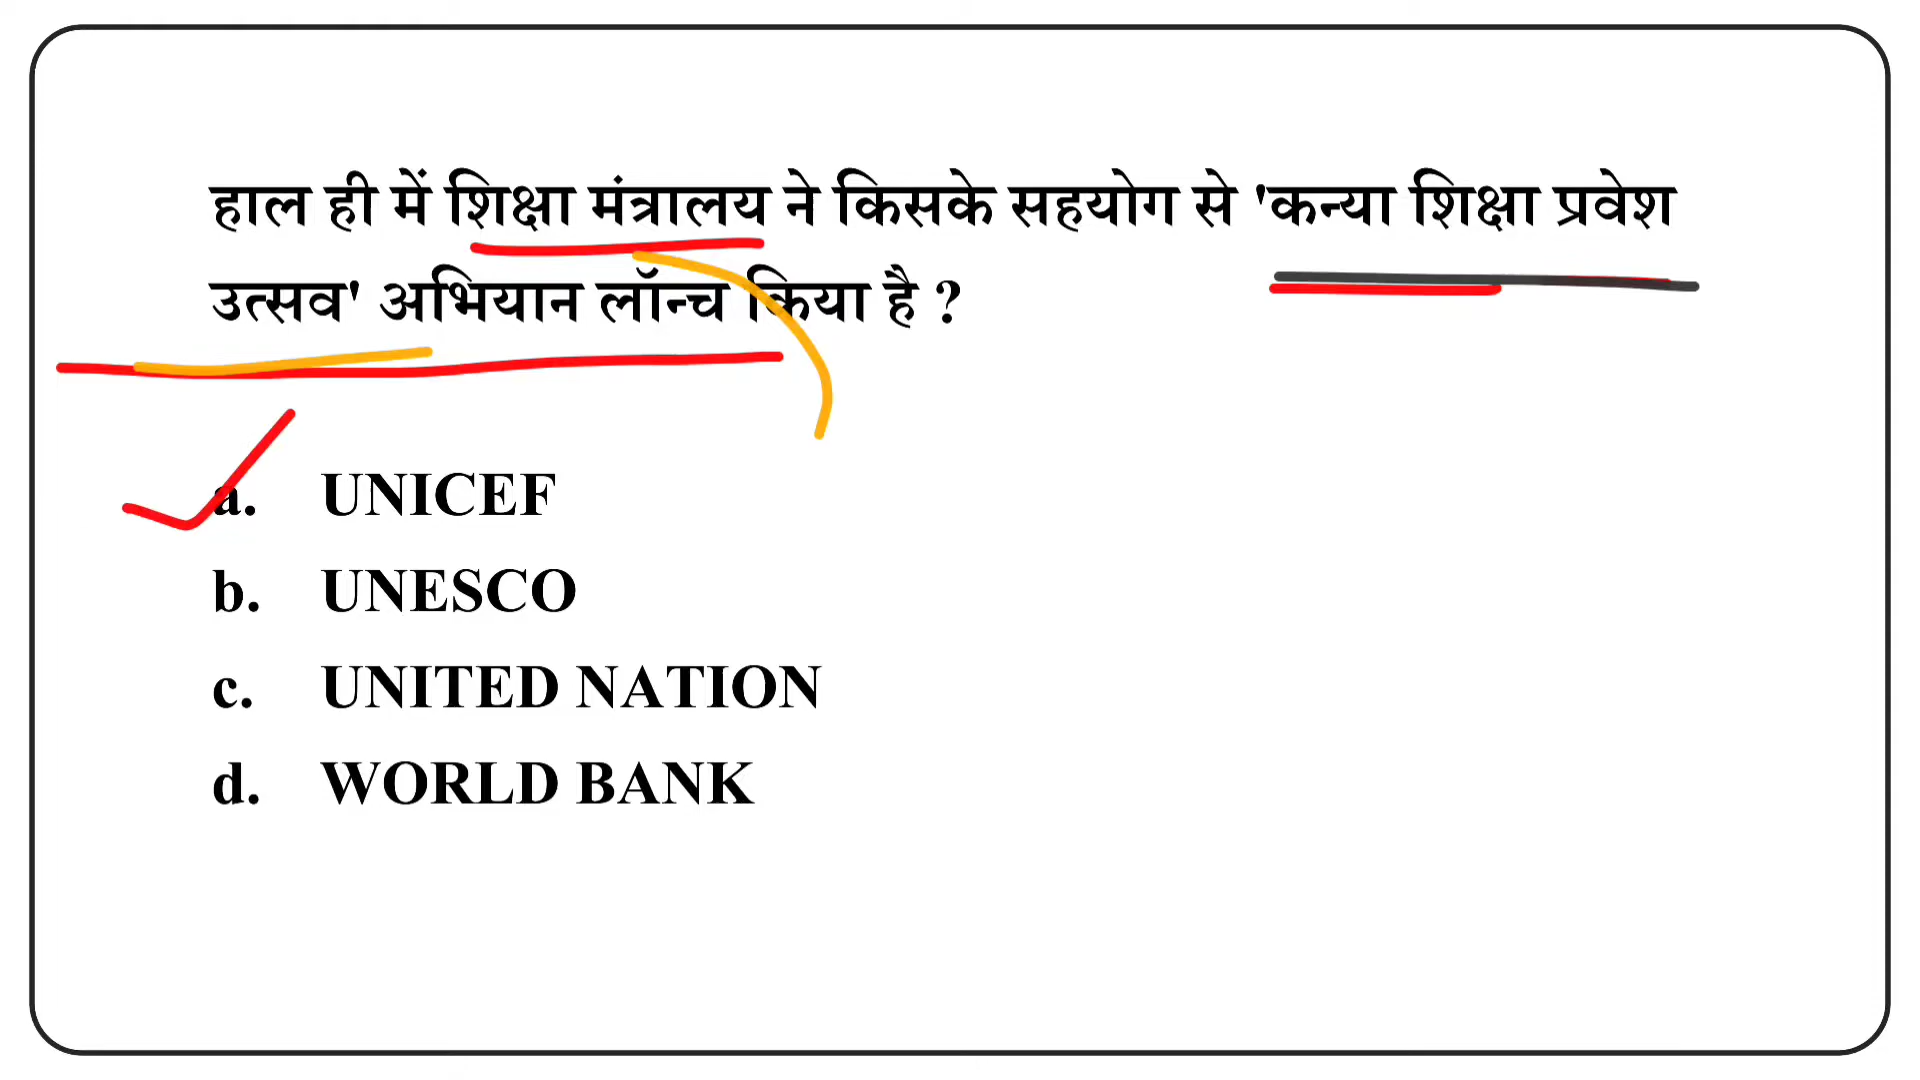 हाल ही में शिक्षा मंत्रालय ने किसके सहयोग से 'कन्या शिक्षा प्रवेश
उत्सव' अभियान लॉन्च किया है ?
a. UNICEF
b. UNESCO
c. UNITED NATION
d. WORLD BANK